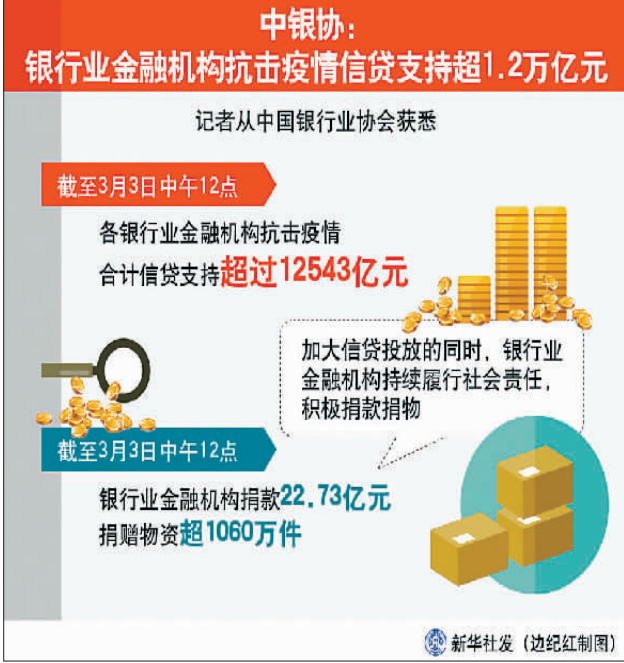 中银协：
银行业金融机构抗击疫情信贷支持超1.2万亿元
记者从中国银行业协会获悉
截至3月3日中午12点
各银行业金融机构抗击疫情
合计信贷支持超过12543亿元
加大信贷投放的同时，银行业
金融机构持续履行社会责任，
积极捐款捐物
截至3月3日中午12点
银行业金融机构捐款22.73亿元
捐赠物资超1060万件
新华社发（边纪红制图）